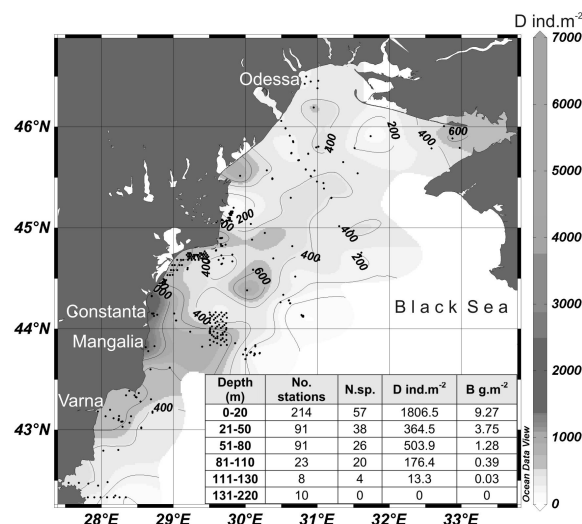 D ind.m-2
7000
6000
5000
4000
3000
2000
1000
0
46°N
45°N
44°N
43°N
28°E 29°E 30°E 31°E 32°E 33°E
Odessa
Gonstanta
Mangalia
Varna
Black Sea
400
200
400
600
200
400
400
200
400
600
400
400
400
Depth (m) No. stations N.sp. D ind.m-2 B g.m-2
0-20 214 57 1806.5 9.27
21-50 91 38 364.5 3.75
51-80 91 26 503.9 1.28
81-110 23 20 176.4 0.39
111-130 8 4 13.3 0.03
131-220 10 0 0 0
Ocean Data View